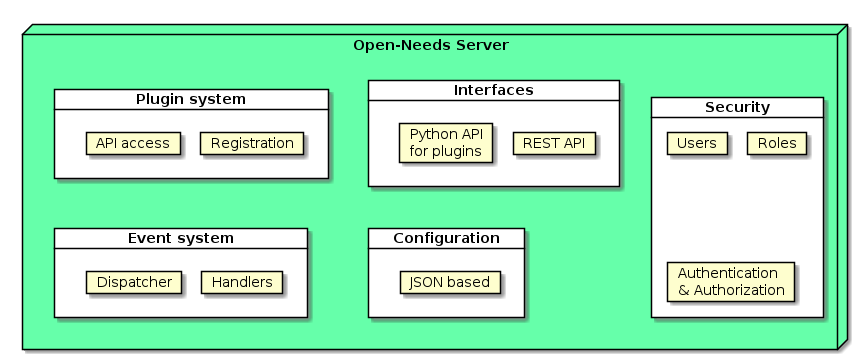 Open-Needs Server
Plugin system
API access
Registration
Interfaces
Python API
for plugins
REST API
Security
Users
Roles
Authentication
& Authorization
Event system
Dispatcher
Handlers
Configuration
JSON based